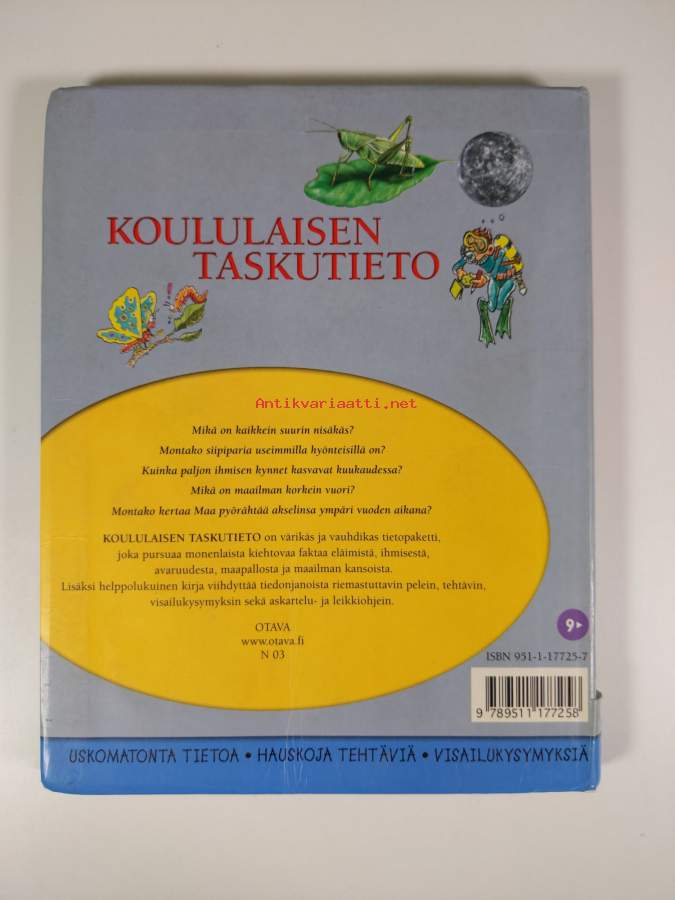 KOULULAISEN
TASKUTIETO
Antikvariaatti.net
Mikä on kaikkein suurin nisäkäs?
Montako siipiparia useimmilla hyönteisillä on?
Kuinka paljon ihmisen kynnet kasvavat kuukaudessa?
Mikä on maailman korkein vuori?
Montako kertaa Maa pyörähtää akselinsa ympäri vuoden aikana?
KOULULAISEN TASKUTIETO on värikäs ja vauhdikas tietopaketti,
joka pursuaa monenlaista kiehtovaa faktaa eläimistä, ihmisestä,
avaruudesta, maapallosta ja maailman kansoista.
Lisäksi helppolukuinen kirja viihdyttää tiedonjanoista riemastuttavin pelein, tehtävin,
visailukysymyksin sekä askartelu- ja leikkiohjein.
OTAVA
www.otava.fi
N 03
9
ISBN 951-1-17725-7
9 789511 177258
USKOMATONTA TIETOA • HAUSKOJA TEHTÄVIÄ • VISAILUKYSYMYKSIÄ